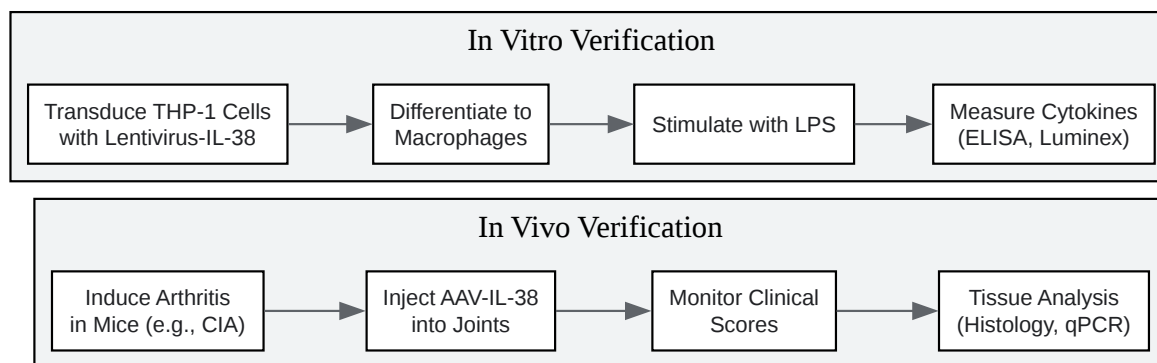 In Vitro Verification
Transduce THP-1 Cells
with Lentivirus-IL-38
Differentiate to
Macrophages
Stimulate with LPS
Measure Cytokines
(ELISA, Luminex)
In Vivo Verification
Induce Arthritis
in Mice (e.g., CIA)
Inject AAV-IL-38
into Joints
Monitor Clinical
Scores
Tissue Analysis
(Histology, qPCR)